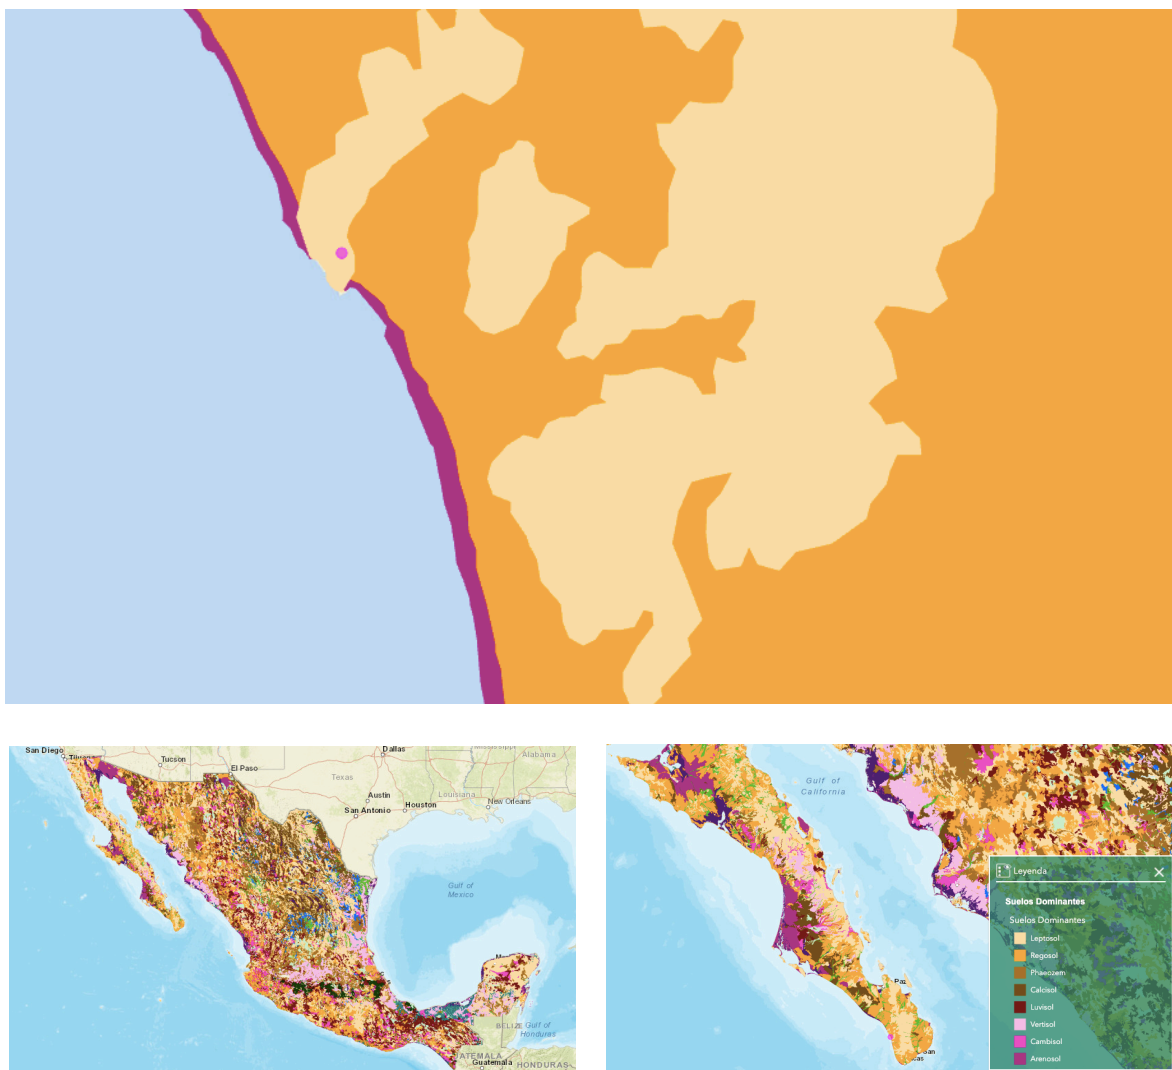 San Diego
Tijuana
Tucson
El Paso
Dallas
Mississippi
Alabama
Texas
Louisiana
Austin
San Antonio
Houston
New Orleans
Gulf of
Mexico
BELIZE
Gulf of
Honduras
Guatemala
HONDURAS
Gulf of
California
Paz
Leyenda
Suelos Dominantes
Suelos Dominantes
Leptosol
Regosol
Phaeozem
Calcisol
Luvisol
Vertisol
Cambisol
Arenosol